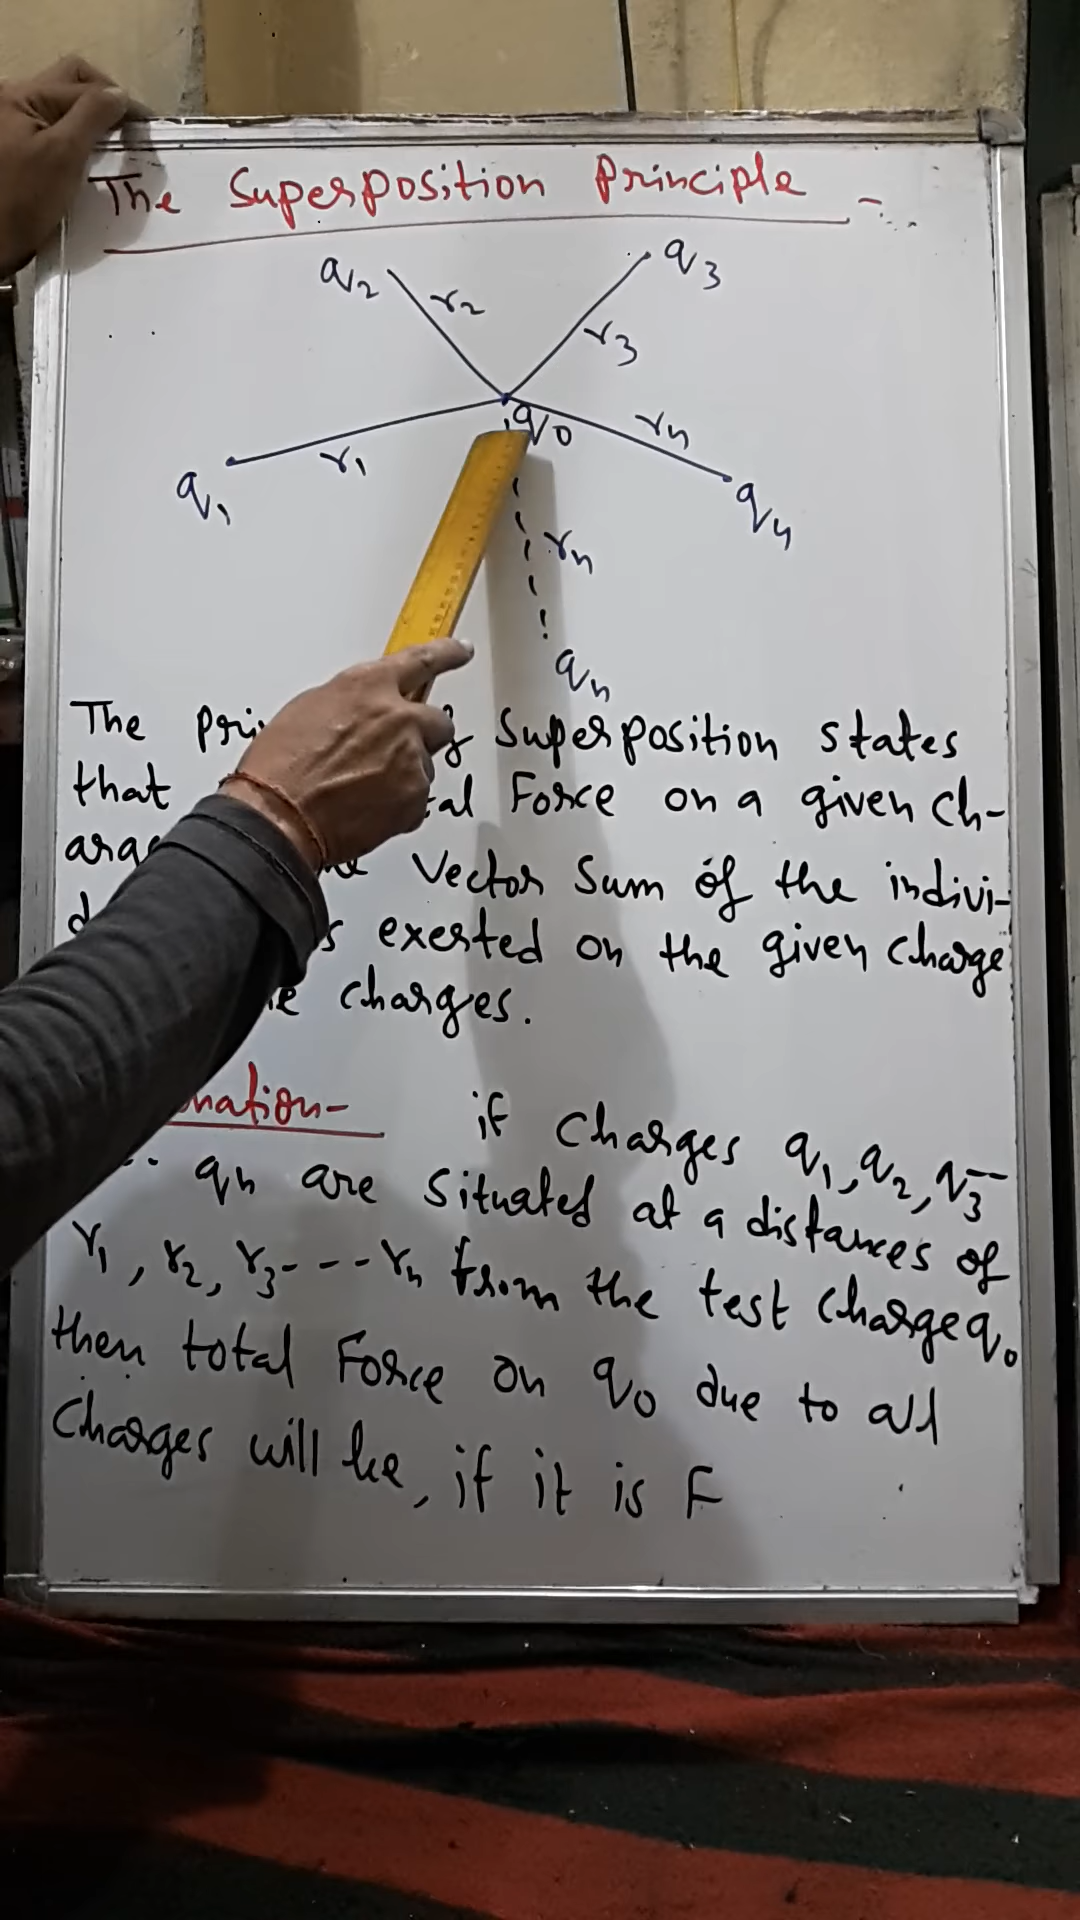 The Superposition Principle -
q2 r2
q3
r3
q0
r1
rn
q1
q4
rn
qn
The Superposition states
that Force on a given Ch-
Vector Sum of the indivi-
exerted on the given Charge
charges.
if Charges q1, q2, q3 -
-- qn are Situated at a distances of
r1, r2, r3 - - - rn from the test Charge q0
then total Force on q0 due to all
Charges will be, if it is F